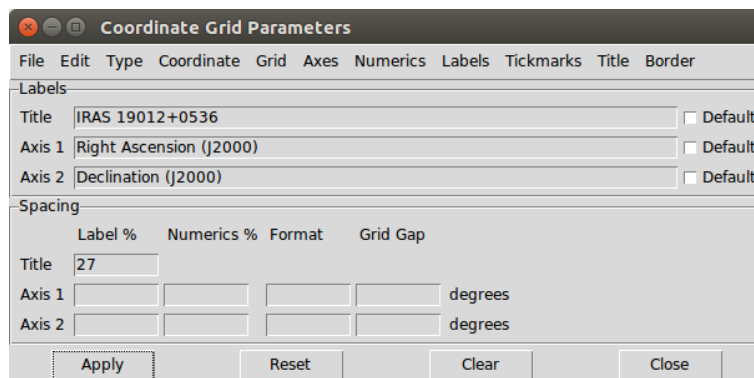 Coordinate Grid Parameters
File Edit Type Coordinate Grid Axes Numerics Labels Tickmarks Title Border
Labels
Title IRAS 19012+0536 Default
Axis 1 Right Ascension (J2000) Default
Axis 2 Declination (J2000) Default
Spacing
Label % Numerics % Format Grid Gap
Title 27
Axis 1 degrees
Axis 2 degrees
Apply Reset Clear Close